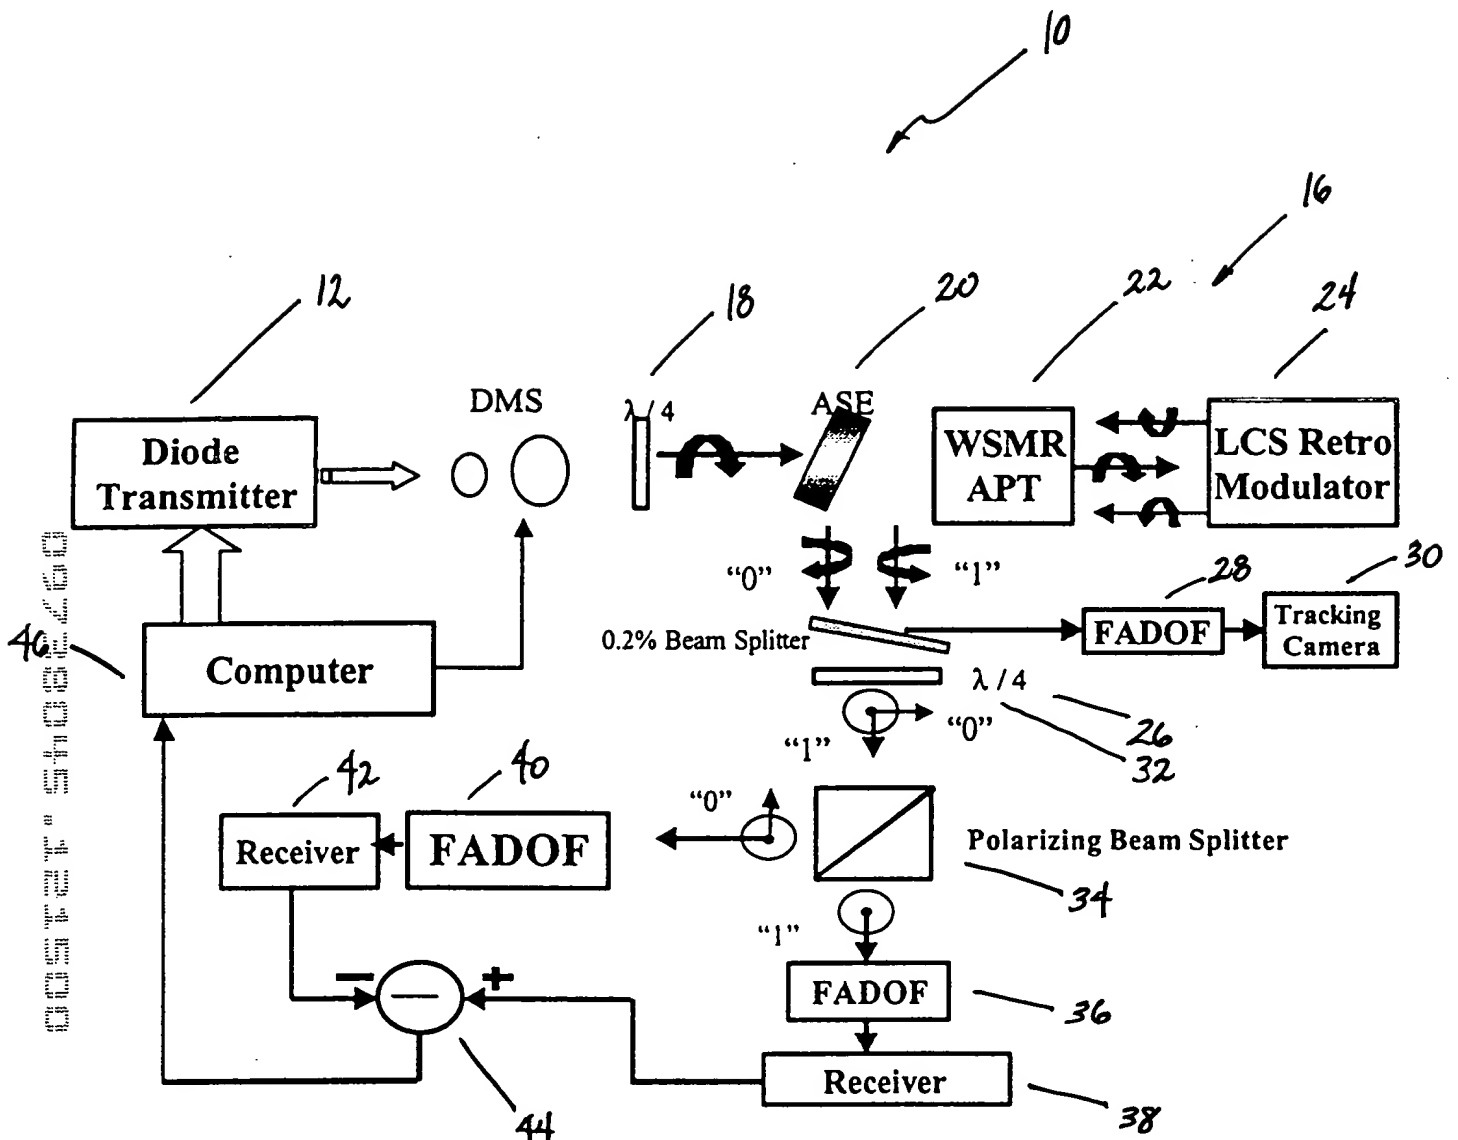 10
16
12
18
20
22
24
DMS
λ / 4
ASE
Diode
Transmitter
WSMR
APT
LCS Retro
Modulator
"0"
"1"
28
30
0.2% Beam Splitter
FADOF
Tracking
Camera
46
Computer
λ / 4
26
32
"1"
"0"
42
40
"0"
Receiver
FADOF
Polarizing Beam Splitter
34
"1"
FADOF
36
− − +
Receiver
38
44
09738045.121500